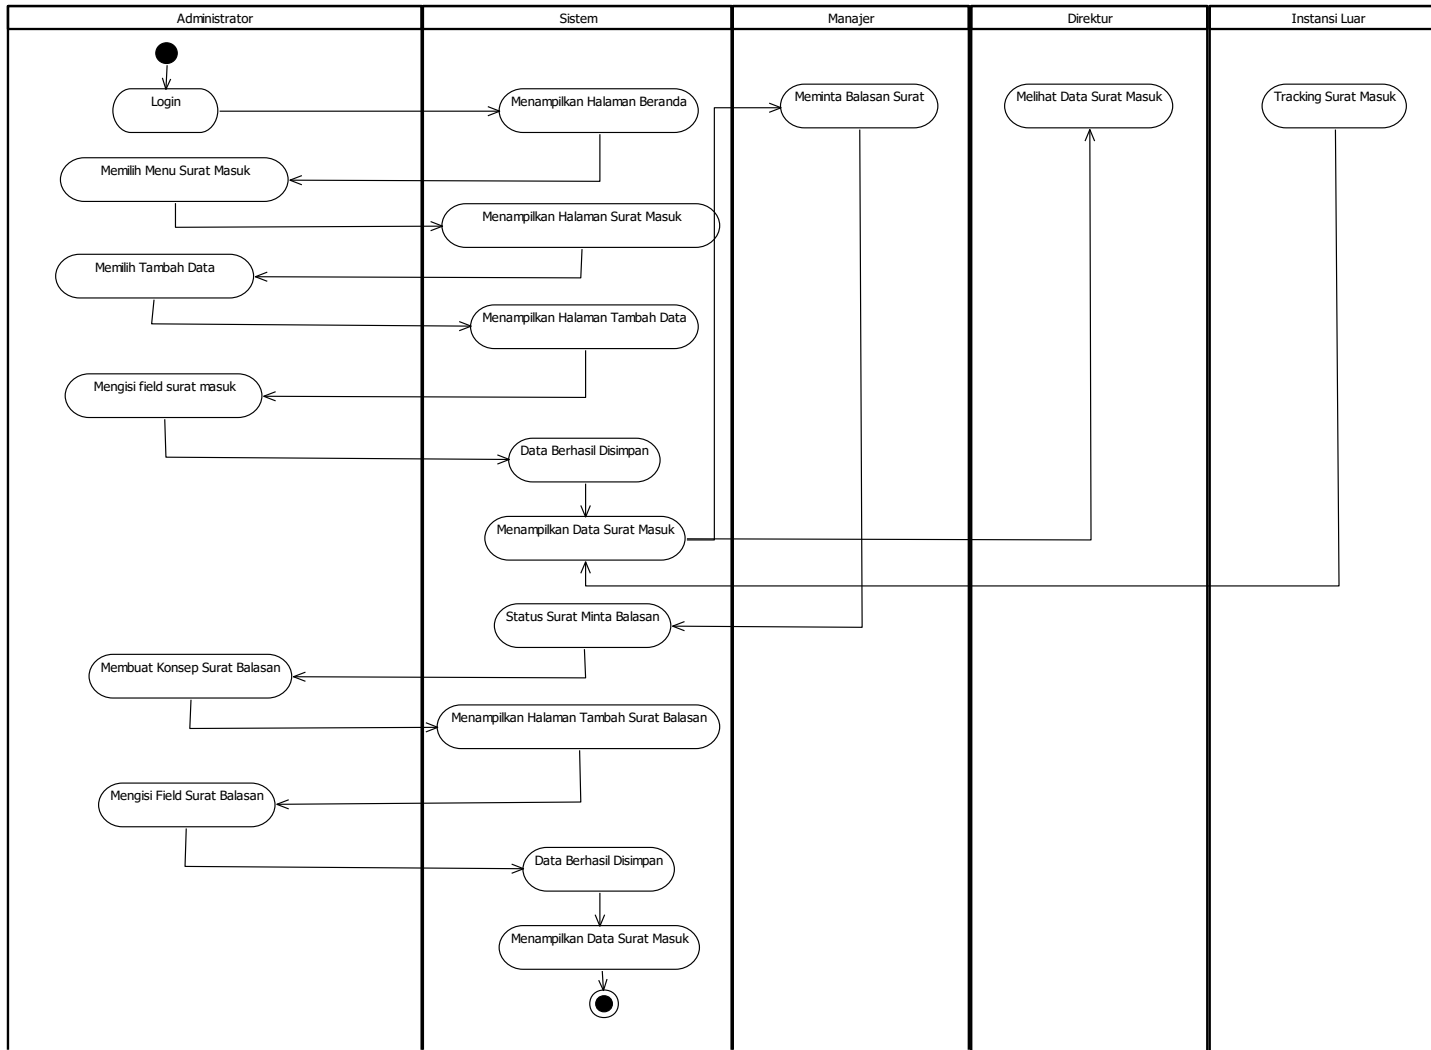 Administrator
Sistem
Manajer
Direktur
Instansi Luar
Login
Menampilkan Halaman Beranda
Meminta Balasan Surat
Melihat Data Surat Masuk
Tracking Surat Masuk
Memilih Menu Surat Masuk
Menampilkan Halaman Surat Masuk
Memilih Tambah Data
Menampilkan Halaman Tambah Data
Mengisi field surat masuk
Data Berhasil Disimpan
Menampilkan Data Surat Masuk
Status Surat Minta Balasan
Membuat Konsep Surat Balasan
Menampilkan Halaman Tambah Surat Balasan
Mengisi Field Surat Balasan
Data Berhasil Disimpan
Menampilkan Data Surat Masuk